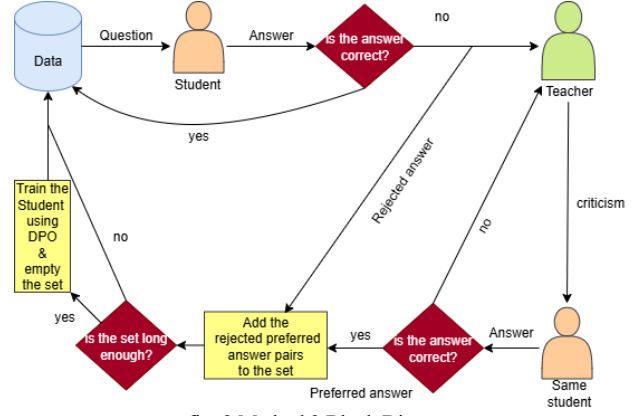 no
Question
Answer
is the answer
correct?
Data
Student
Teacher
yes
Rejected answer
Train the
Student
using
DPO
&
empty
the set
no
no
criticism
yes
is the set long
enough?
Add the
rejected preferred
answer pairs
to the set
yes
is the answer
correct?
Answer
Preferred answer
Same
student